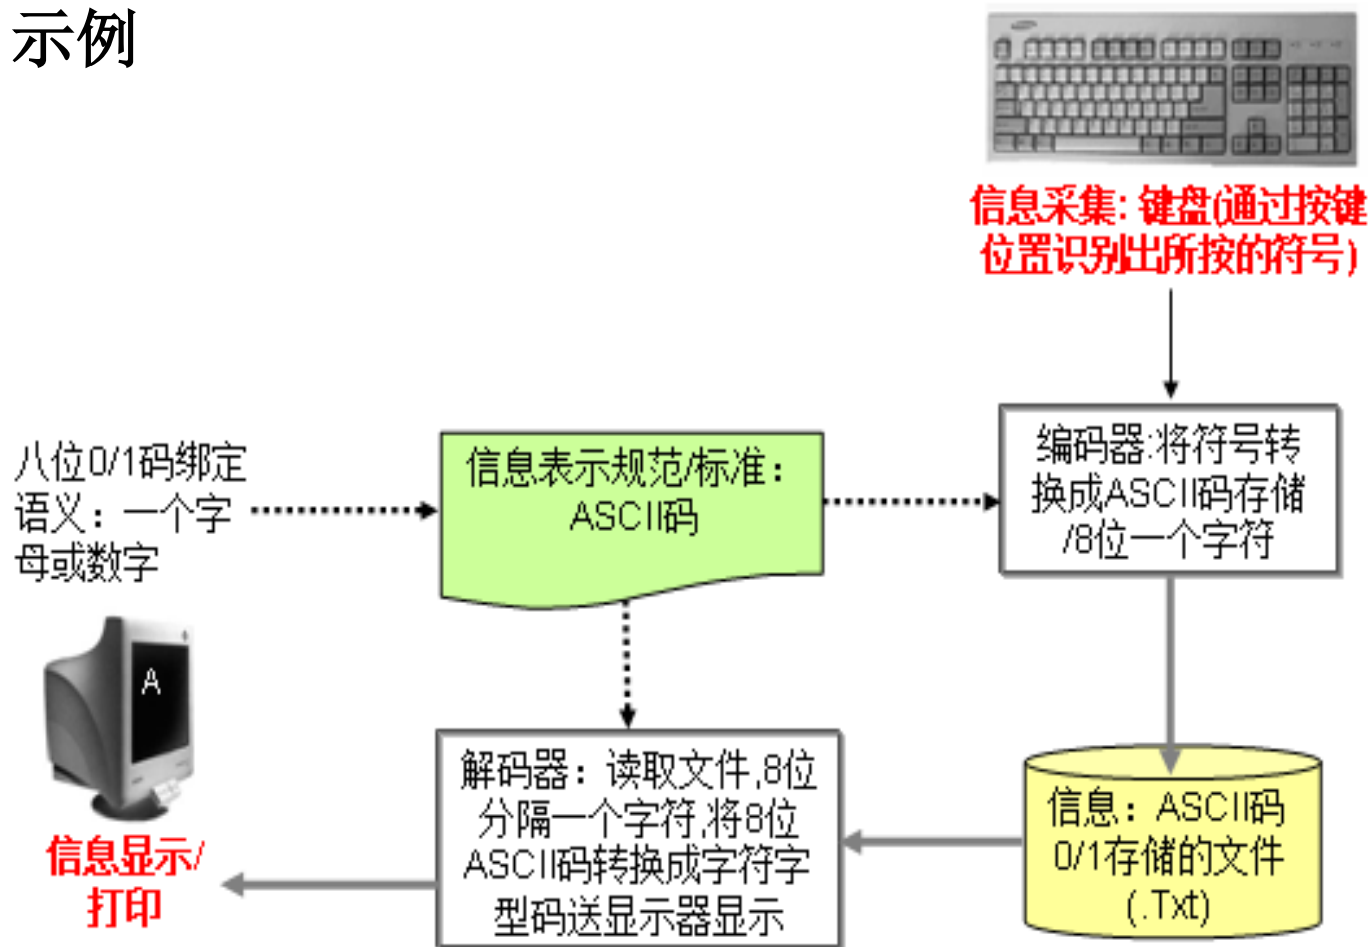 示例
信息采集: 键盘(通过按键
位置识别出所按的符号)
八位0/1码绑定
语义：一个字
母或数字
信息表示规范/标准：
ASCII码
编码器:将符号转
换成ASCII码存储
/8位一个字符
A
信息显示/
打印
解码器：读取文件,8位
分隔一个字符,将8位
ASCII码转换成字符字
型码送显示器显示
信息：ASCII码
0/1存储的文件
(.Txt)